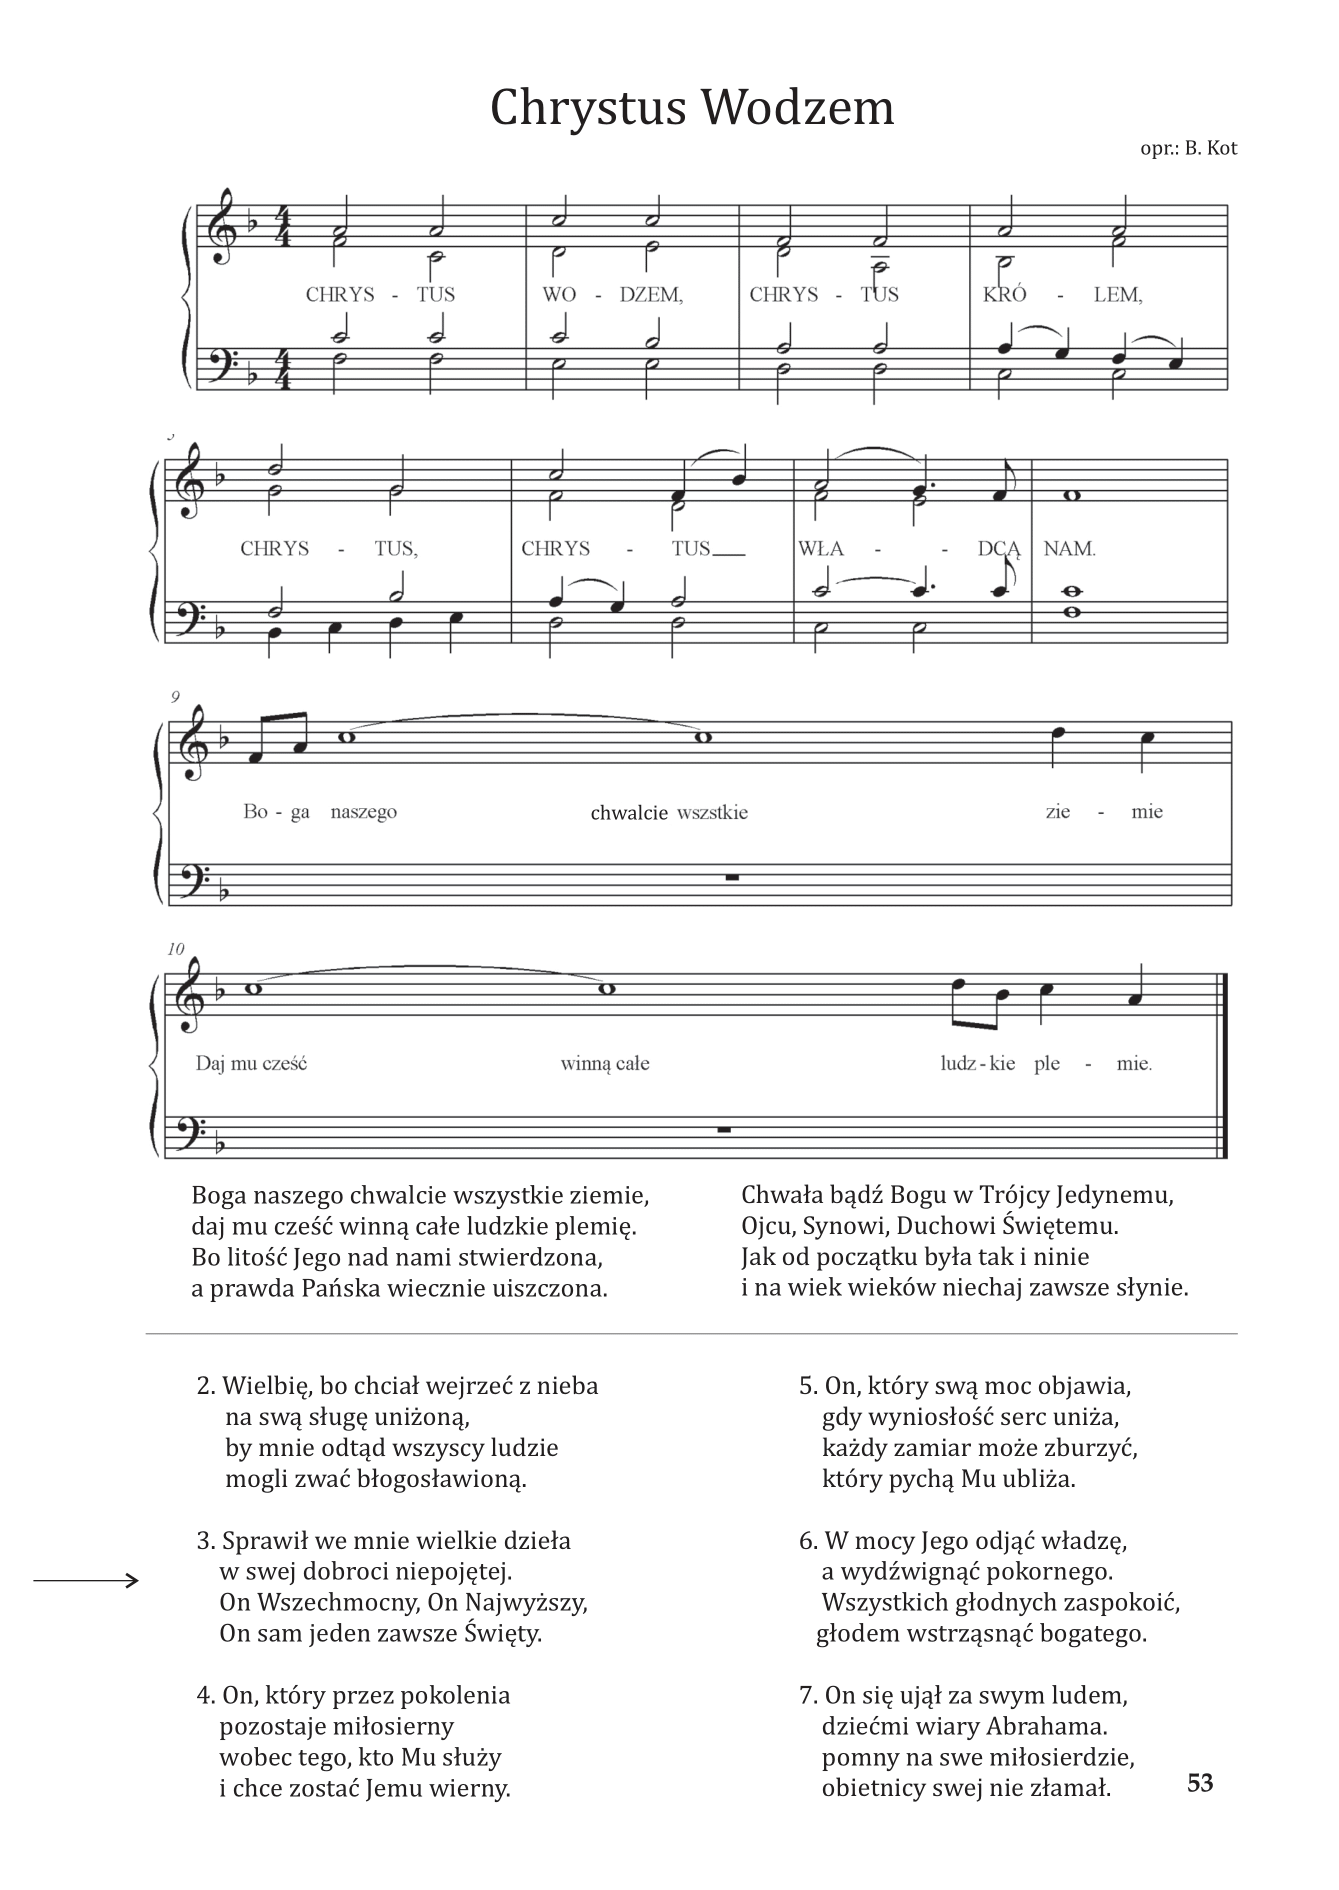 Chrystus Wodzem
opr.: B. Kot
CHRYS - TUS WO - DZEM, CHRYS - TUS KRÓ - LEM,
CHRYS - TUS, CHRYS - TUS WŁA - - DCĄ NAM.
9
Bo - ga naszego chwalcie wszstkie zie - mie
10
Daj mu cześć winną całe ludz - kie ple - mie.
Boga naszego chwalcie wszystkie ziemie,
daj mu cześć winną całe ludzkie plemię.
Bo litość Jego nad nami stwierdzona,
a prawda Pańska wiecznie uiszczona.
Chwała bądź Bogu w Trójcy Jedynemu,
Ojcu, Synowi, Duchowi Świętemu.
Jak od początku była tak i ninie
i na wiek wieków niechaj zawsze słynie.
2. Wielbię, bo chciał wejrzeć z nieba
na swą sługę uniżoną,
by mnie odtąd wszyscy ludzie
mogli zwać błogosławioną.
3. Sprawił we mnie wielkie dzieła
w swej dobroci niepojętej.
On Wszechmocny, On Najwyższy,
On sam jeden zawsze Święty.
4. On, który przez pokolenia
pozostaje miłosierny
wobec tego, kto Mu służy
i chce zostać Jemu wierny.
5. On, który swą moc objawia,
gdy wyniosłość serc uniża,
każdy zamiar może zburzyć,
który pychą Mu ubliża.
6. W mocy Jego odjąć władzę,
a wydźwignąć pokornego.
Wszystkich głodnych zaspokoić,
głodem wstrząsnąć bogatego.
7. On się ujął za swym ludem,
dziećmi wiary Abrahama.
pomny na swe miłosierdzie,
obietnicy swej nie złamał.
53